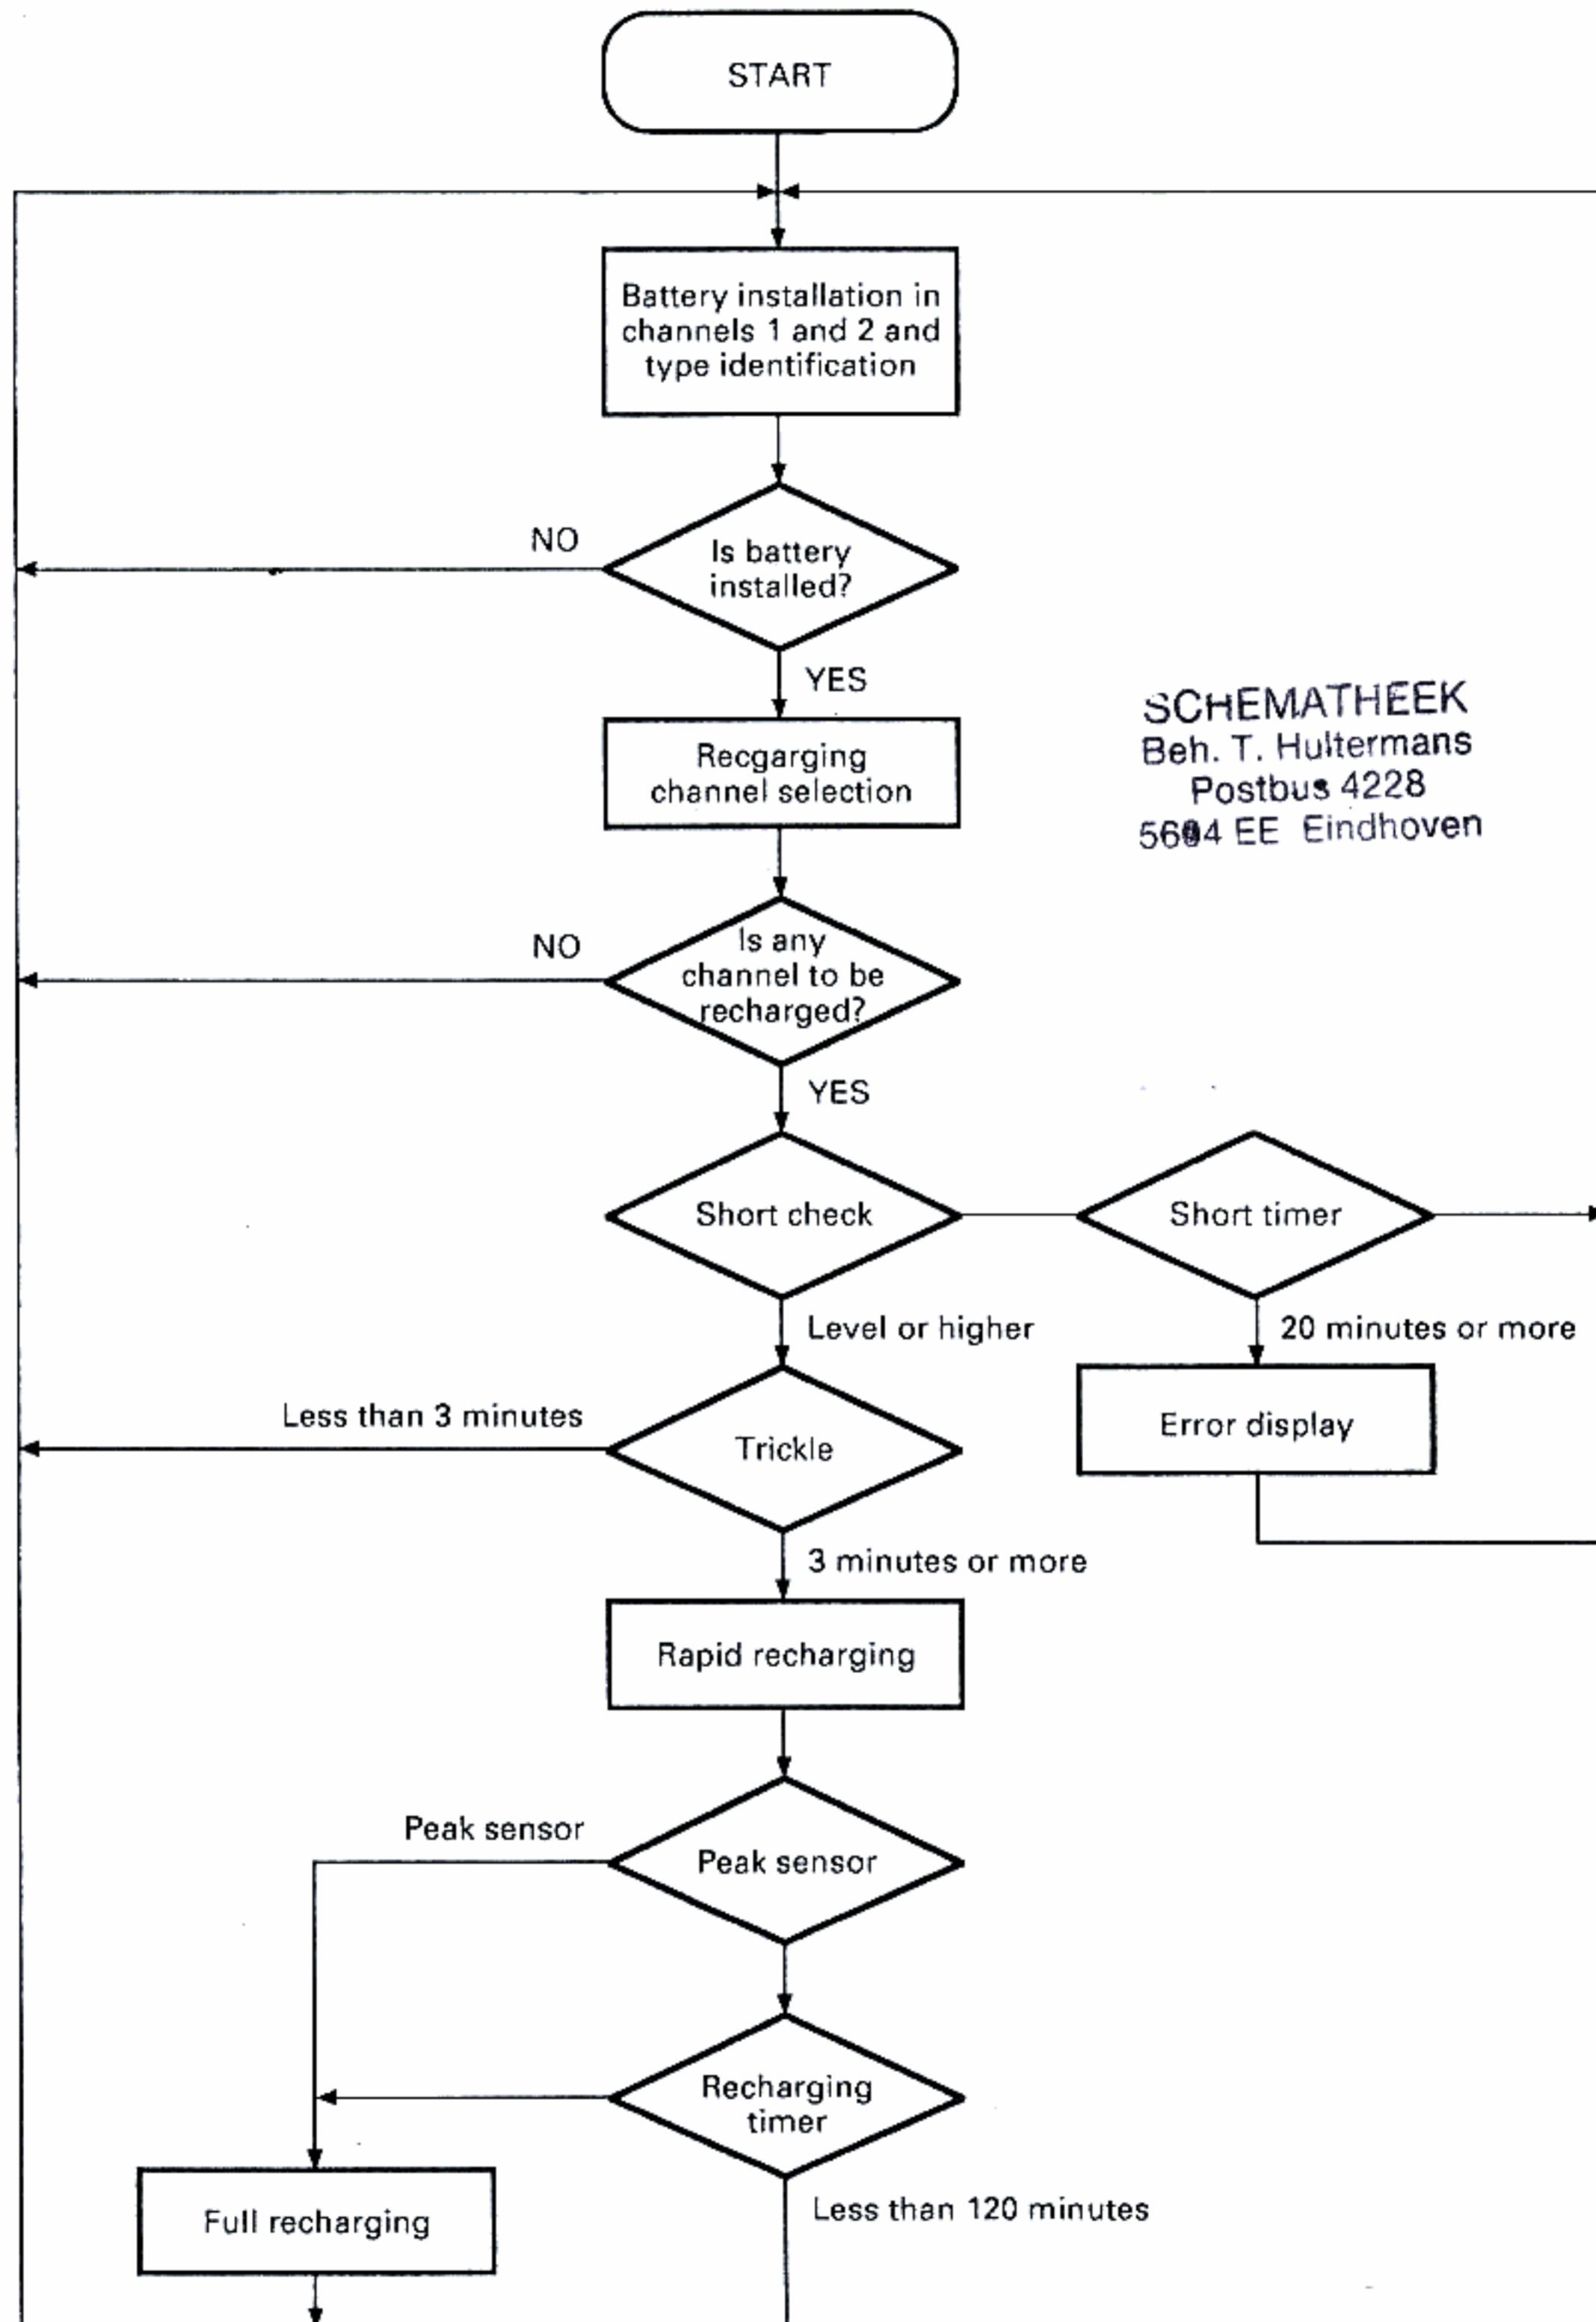 START
Battery installation in
channels 1 and 2 and
type identification
NO
Is battery
installed?
YES
Recgarging
channel selection
SCHEMATHEEK
Beh. T. Hultermans
Postbus 4228
EE Eindhoven
NO
Is any
channel to be
recharged?
YES
Short check
Short timer
Level or higher
20 minutes or more
Less than 3 minutes
Trickle
Error display
3 minutes or more
Rapid recharging
Peak sensor
Peak sensor
Recharging
timer
Less than 120 minutes
Full recharging